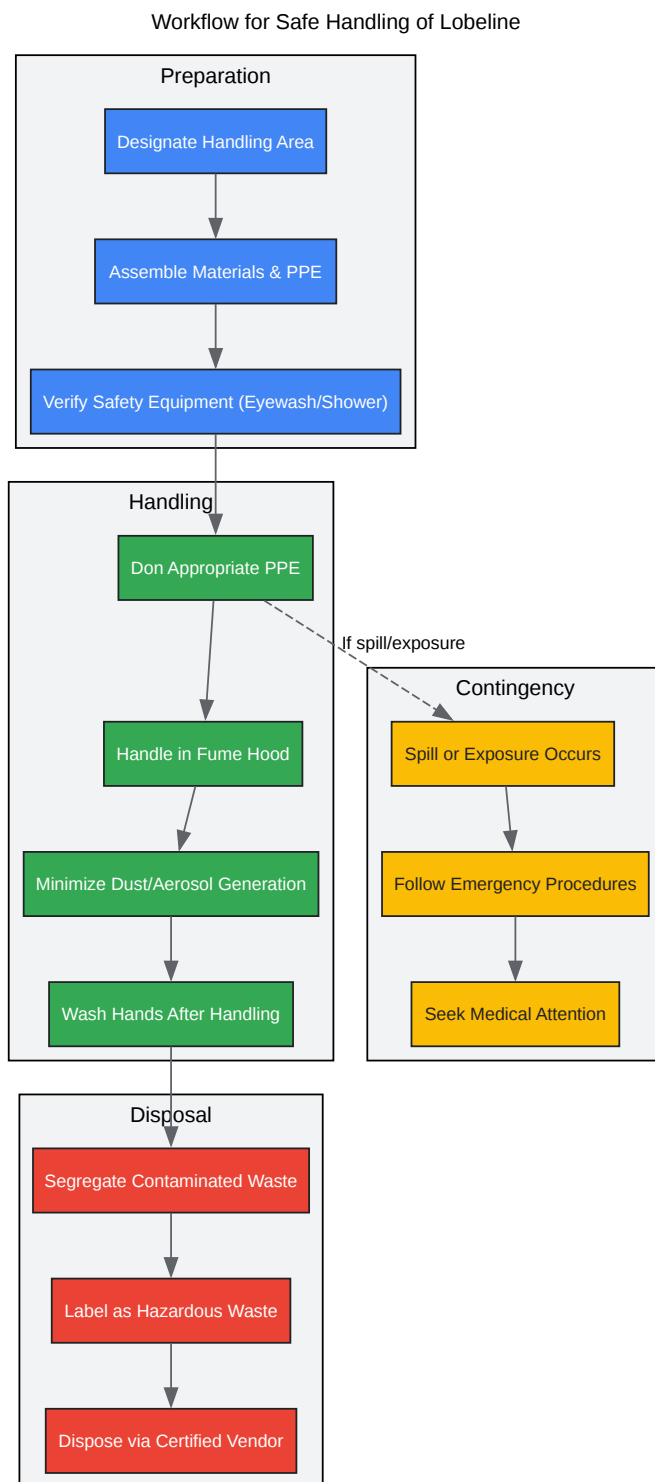 Workflow for Safe Handling of Lobeline
Preparation
Designate Handling Area
Assemble Materials & PPE
Verify Safety Equipment (Eyewash/Shower)
Handling
Don Appropriate PPE
If spill/exposure
Contingency
Handle in Fume Hood
Spill or Exposure Occurs
Minimize Dust/Aerosol Generation
Follow Emergency Procedures
Wash Hands After Handling
Seek Medical Attention
Disposal
Segregate Contaminated Waste
Label as Hazardous Waste
Dispose via Certified Vendor